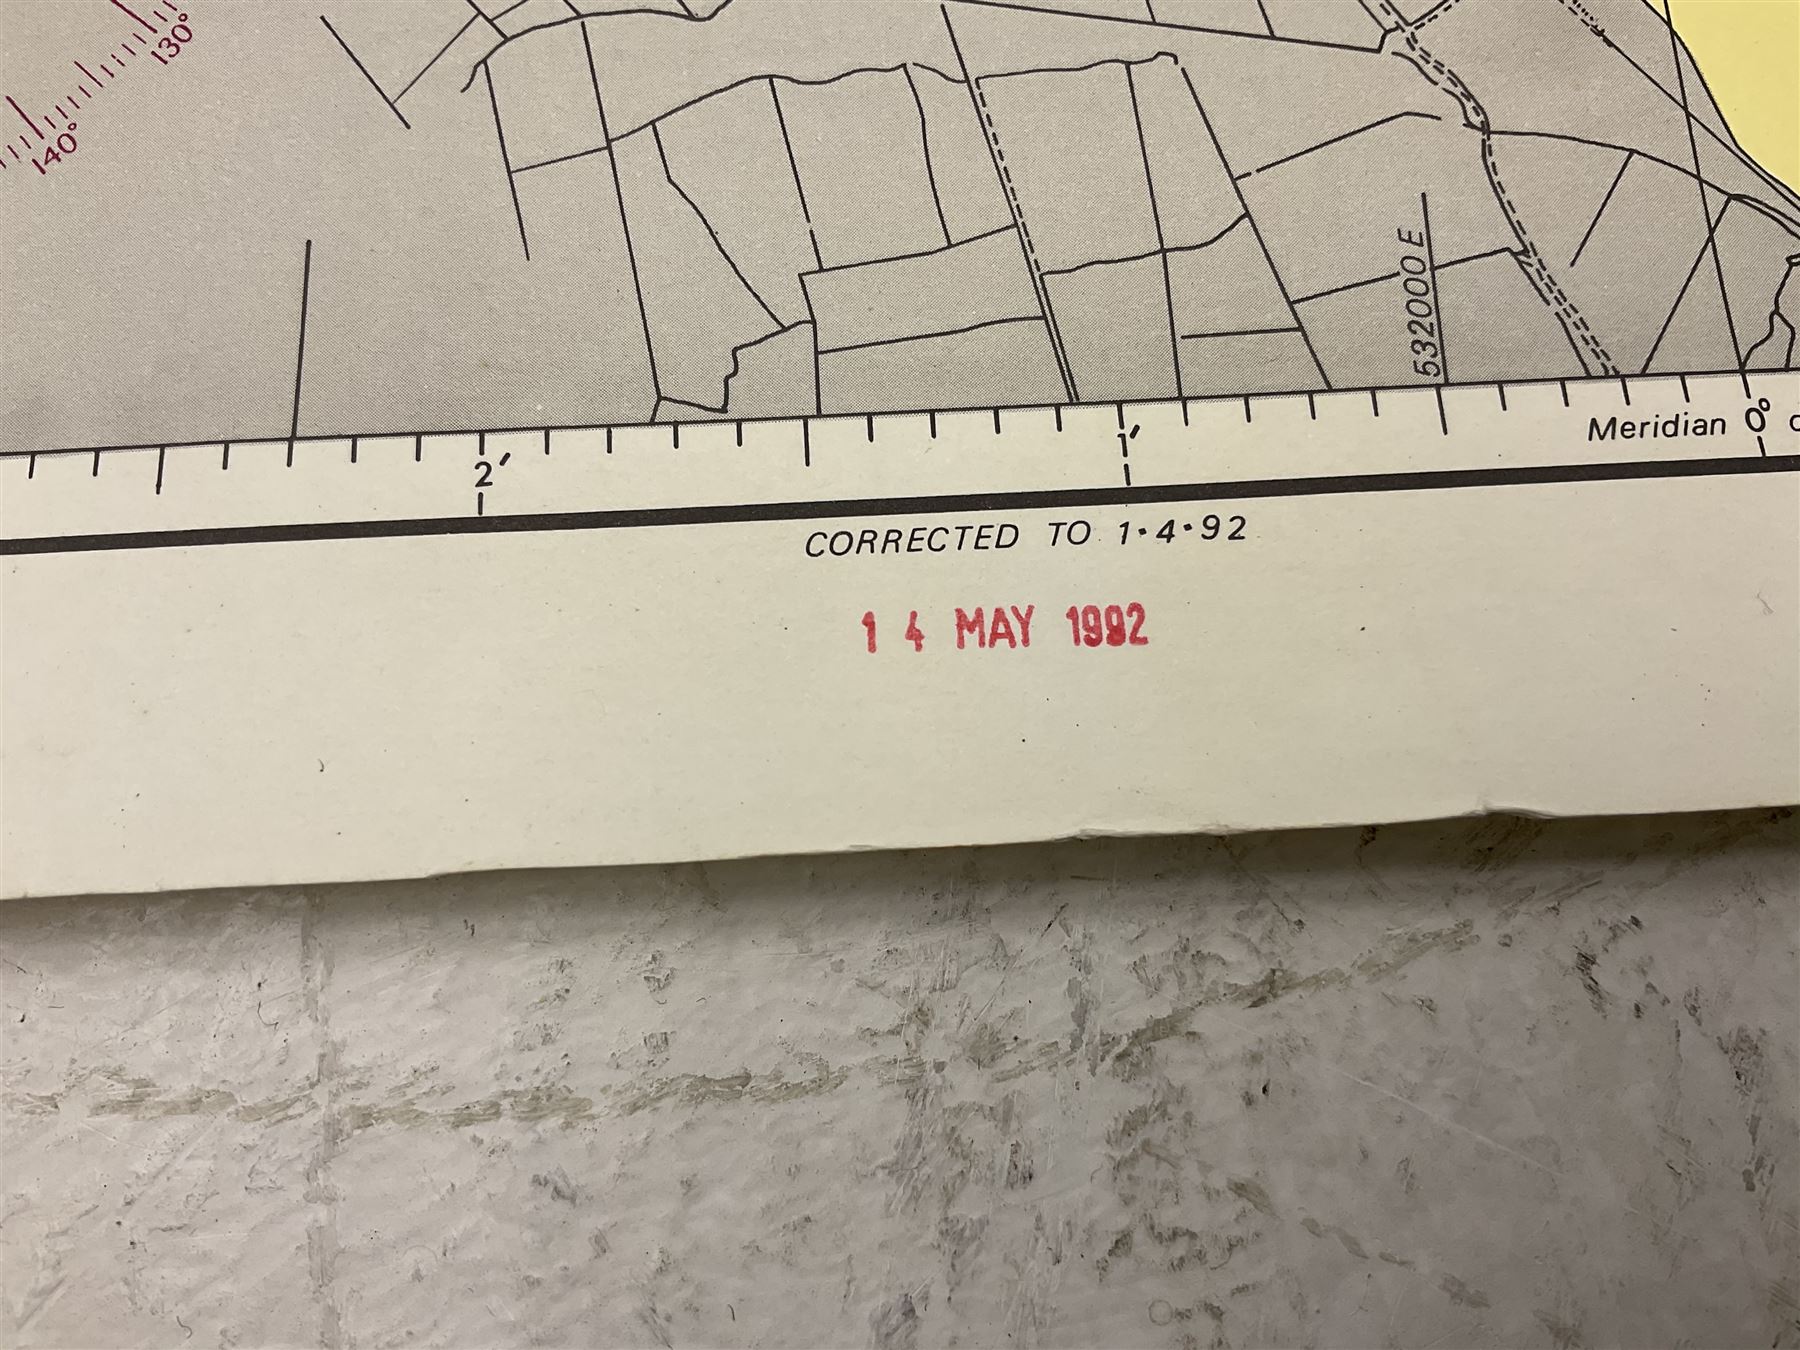 130°
140°
532000 E
2′
1′
Meridian 0°
CORRECTED TO 1·4·92
14 MAY 1992